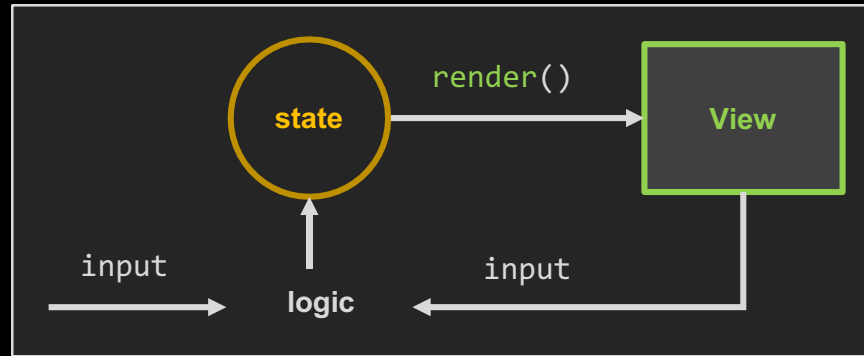 render()
state
View
input
input
logic